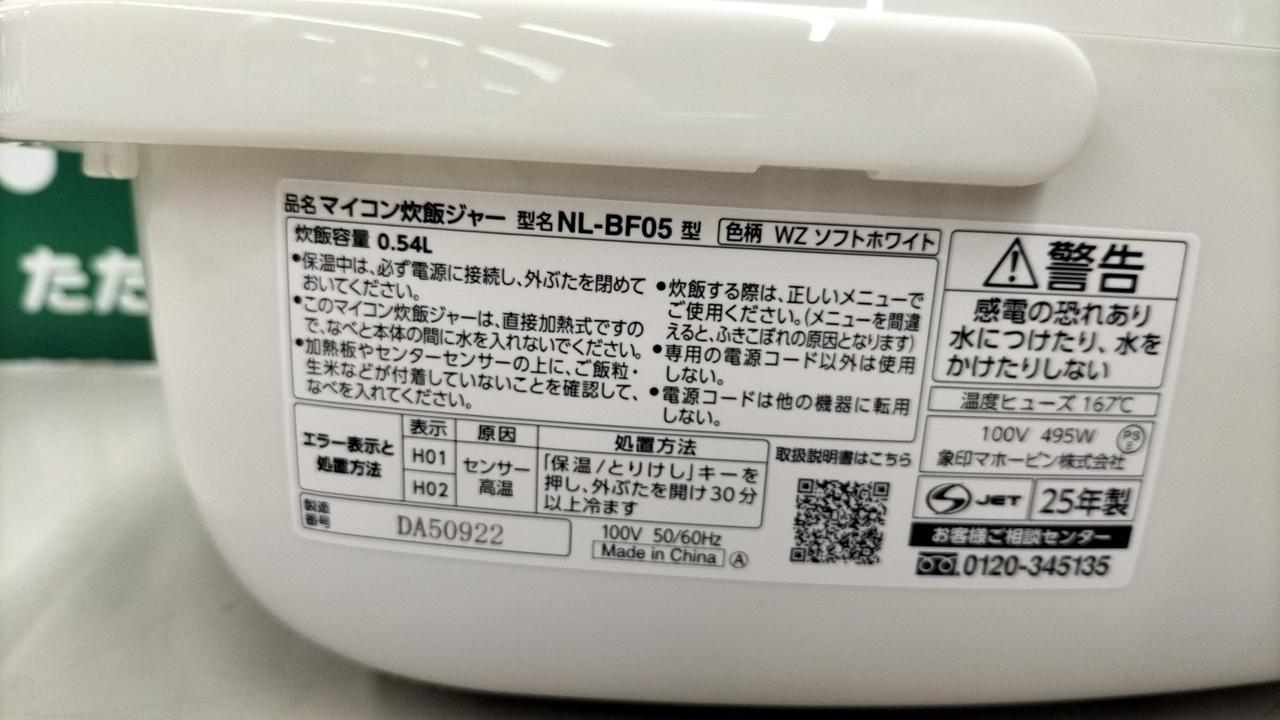 たた
品名 マイコン炊飯ジャー 型名 NL-BF05 型 色柄 WZ ソフトホワイト
炊飯容量 0.54L
●保温中は、必ず電源に接続し、外ぶたを閉めて
おいてください。
●このマイコン炊飯ジャーは、直接加熱式ですの
で、なべと本体の間に水を入れないでください。
●加熱板やセンターセンサーの上に、ご飯粒・
生米などが付着していないことを確認して、
なべを入れてください。
●炊飯する際は、正しいメニューで
ご使用ください。(メニューを間違
えると、ふきこぼれの原因となります)
●専用の電源コード以外は使用
しない。
●電源コードは他の機器に転用
しない。
警告
感電の恐れあり
水につけたり、水を
かけたりしない
温度ヒューズ 167℃
100V 495W PSE
象印マホービン株式会社
JET 25年製
お客様ご相談センター
0120-345135
エラー表示と
処置方法
表示 原因 処置方法
H01
H02
センサー
高温
「保温/とりけし」キーを
押し、外ぶたを開け30分
以上冷ます
製造
番号 DA50922
100V 50/60Hz
Made in China A
取扱説明書はこちら